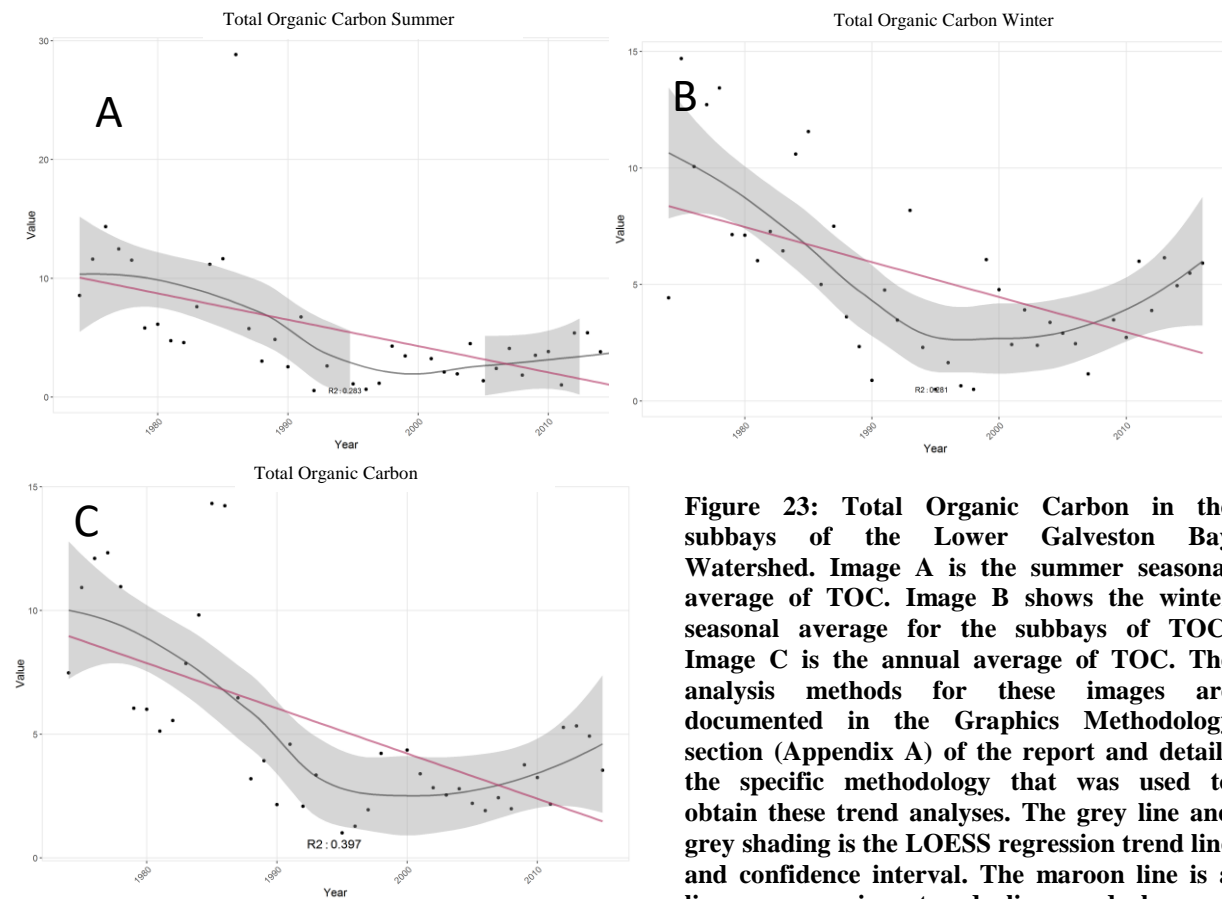 Total Organic Carbon Summer
Total Organic Carbon Winter
A
30
20
10
0
Value
R2 : 0.283
1980
1990
2000
2010
Year
B
15
10
5
0
Value
R2 : 0.281
1980
1990
2000
2010
Year
Total Organic Carbon
C
15
10
5
0
Value
R2 : 0.397
1980
1990
2000
2010
Year
Figure 23: Total Organic Carbon in the
subbays of the Lower Galveston Bay
Watershed. Image A is the summer seasona
average of TOC. Image B shows the winte
seasonal average for the subbays of TOC
Image C is the annual average of TOC. The
analysis methods for these images are
documented in the Graphics Methodology
section (Appendix A) of the report and detail
the specific methodology that was used to
obtain these trend analyses. The grey line and
grey shading is the LOESS regression trend line
and confidence interval. The maroon line is a